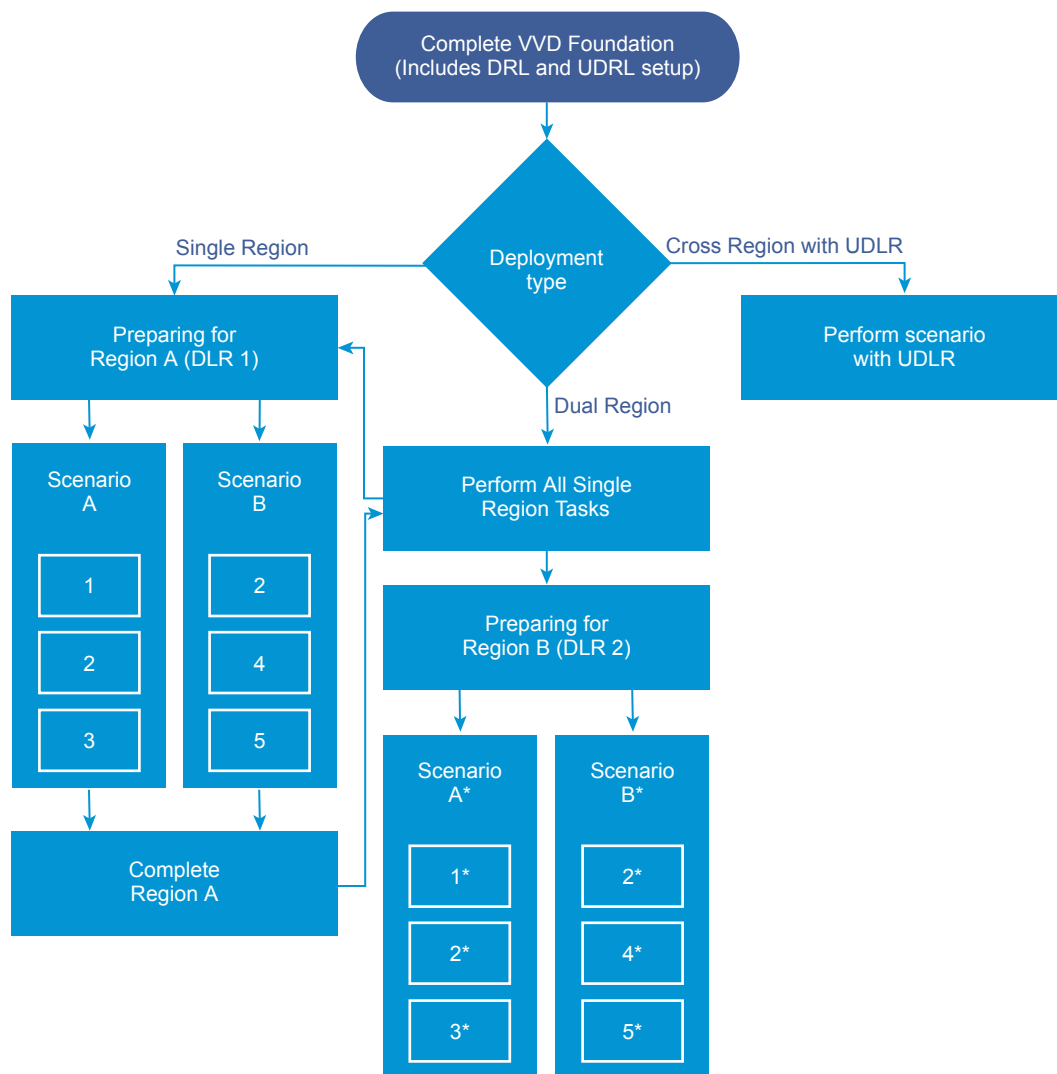 Complete VVD Foundation
(Includes DRL and UDRL setup)
Deployment
type
Single Region
Cross Region with UDLR
Dual Region
Preparing for
Region A (DLR 1)
Perform scenario
with UDLR
Scenario
A
1
2
3
Scenario
B
2
4
5
Complete
Region A
Perform All Single
Region Tasks
Preparing for
Region B (DLR 2)
Scenario
A*
1*
2*
3*
Scenario
B*
2*
4*
5*